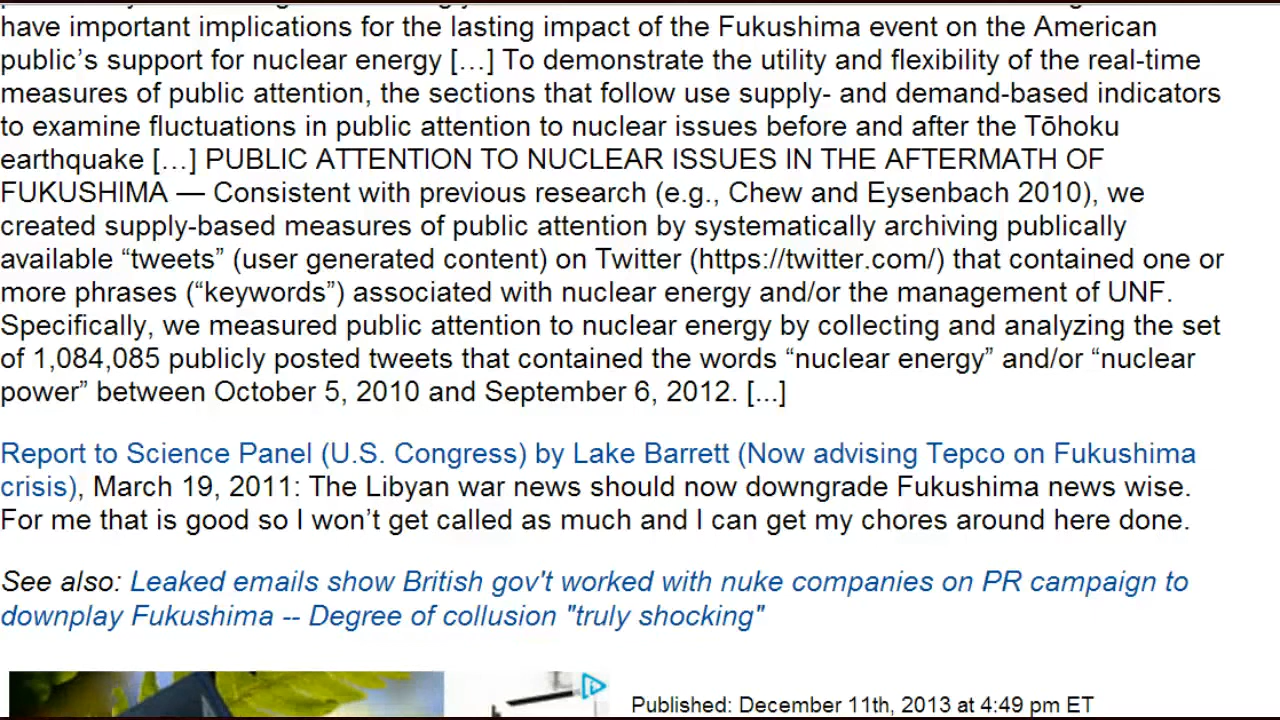 have important implications for the lasting impact of the Fukushima event on the American
public’s support for nuclear energy […] To demonstrate the utility and flexibility of the real-time
measures of public attention, the sections that follow use supply- and demand-based indicators
to examine fluctuations in public attention to nuclear issues before and after the Tōhoku
earthquake […] PUBLIC ATTENTION TO NUCLEAR ISSUES IN THE AFTERMATH OF
FUKUSHIMA — Consistent with previous research (e.g., Chew and Eysenbach 2010), we
created supply-based measures of public attention by systematically archiving publically
available “tweets” (user generated content) on Twitter (https://twitter.com/) that contained one or
more phrases (“keywords”) associated with nuclear energy and/or the management of UNF.
Specifically, we measured public attention to nuclear energy by collecting and analyzing the set
of 1,084,085 publicly posted tweets that contained the words “nuclear energy” and/or “nuclear
power” between October 5, 2010 and September 6, 2012. [...]
Report to Science Panel (U.S. Congress) by Lake Barrett (Now advising Tepco on Fukushima
crisis), March 19, 2011: The Libyan war news should now downgrade Fukushima news wise.
For me that is good so I won’t get called as much and I can get my chores around here done.
See also: Leaked emails show British gov't worked with nuke companies on PR campaign to
downplay Fukushima -- Degree of collusion "truly shocking"
Published: December 11th, 2013 at 4:49 pm ET